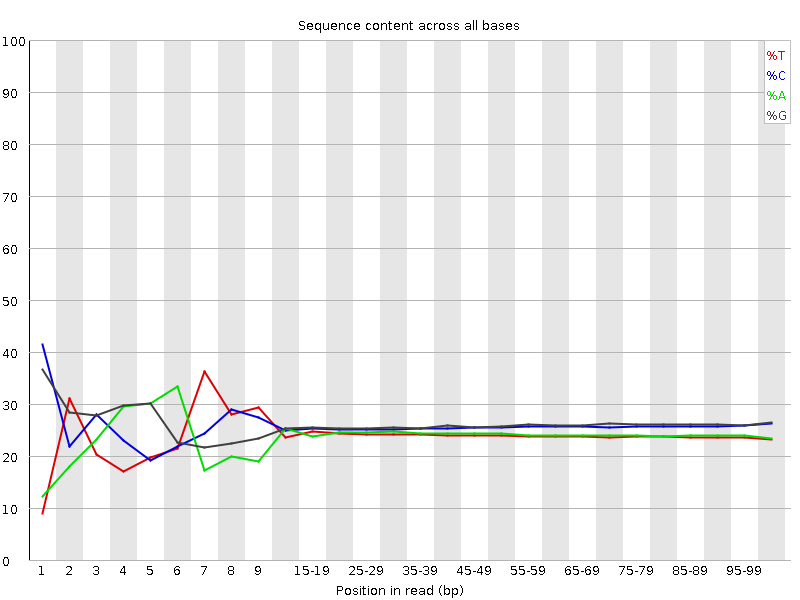 Sequence content across all bases
100
90
80
70
60
50
40
30
20
10
0
%T
%C
%A
%G
1 2 3 4 5 6 7 8 9 15-19 25-29 35-39 45-49 55-59 65-69 75-79 85-89 95-99
Position in read (bp)